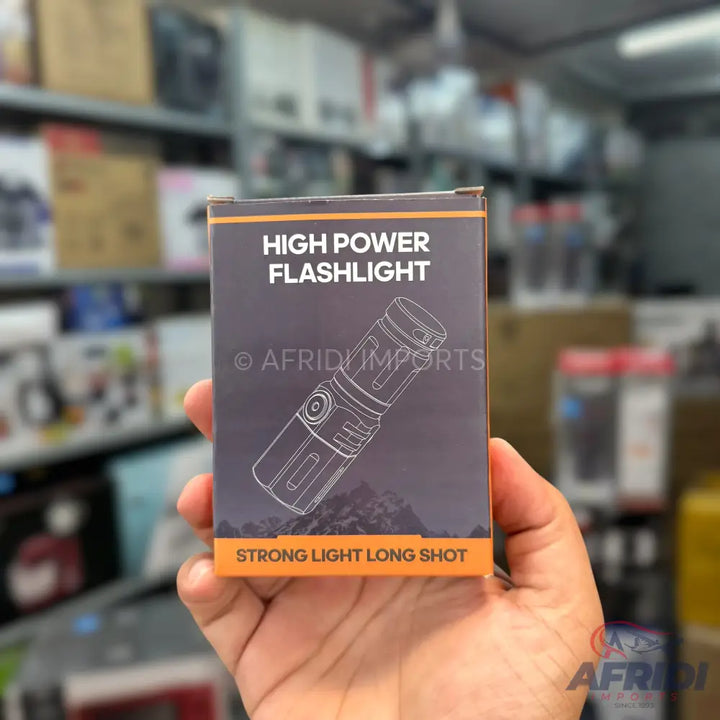 HIGH POWER
FLASHLIGHT
© AFRIDI IMPORTS
STRONG LIGHT LONG SHOT
AFRIDI
IMPORTS
SINCE 1993